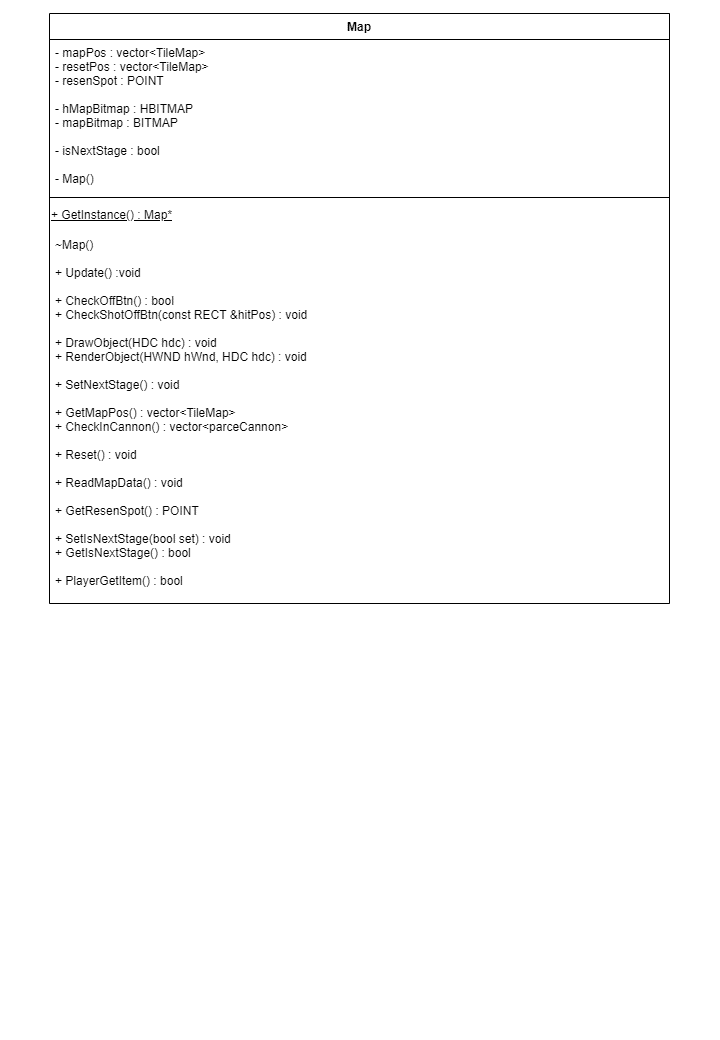 Map
- mapPos : vector<TileMap>
- resetPos : vector<TileMap>
- resenSpot : POINT
- hMapBitmap : HBITMAP
- mapBitmap : BITMAP
- isNextStage : bool
- Map()
+ GetInstance() : Map*
~Map()
+ Update() :void
+ CheckOffBtn() : bool
+ CheckShotOffBtn(const RECT &hitPos) : void
+ DrawObject(HDC hdc) : void
+ RenderObject(HWND hWnd, HDC hdc) : void
+ SetNextStage() : void
+ GetMapPos() : vector<TileMap>
+ CheckInCannon() : vector<parceCannon>
+ Reset() : void
+ ReadMapData() : void
+ GetResenSpot() : POINT
+ SetIsNextStage(bool set) : void
+ GetIsNextStage() : bool
+ PlayerGetItem() : bool